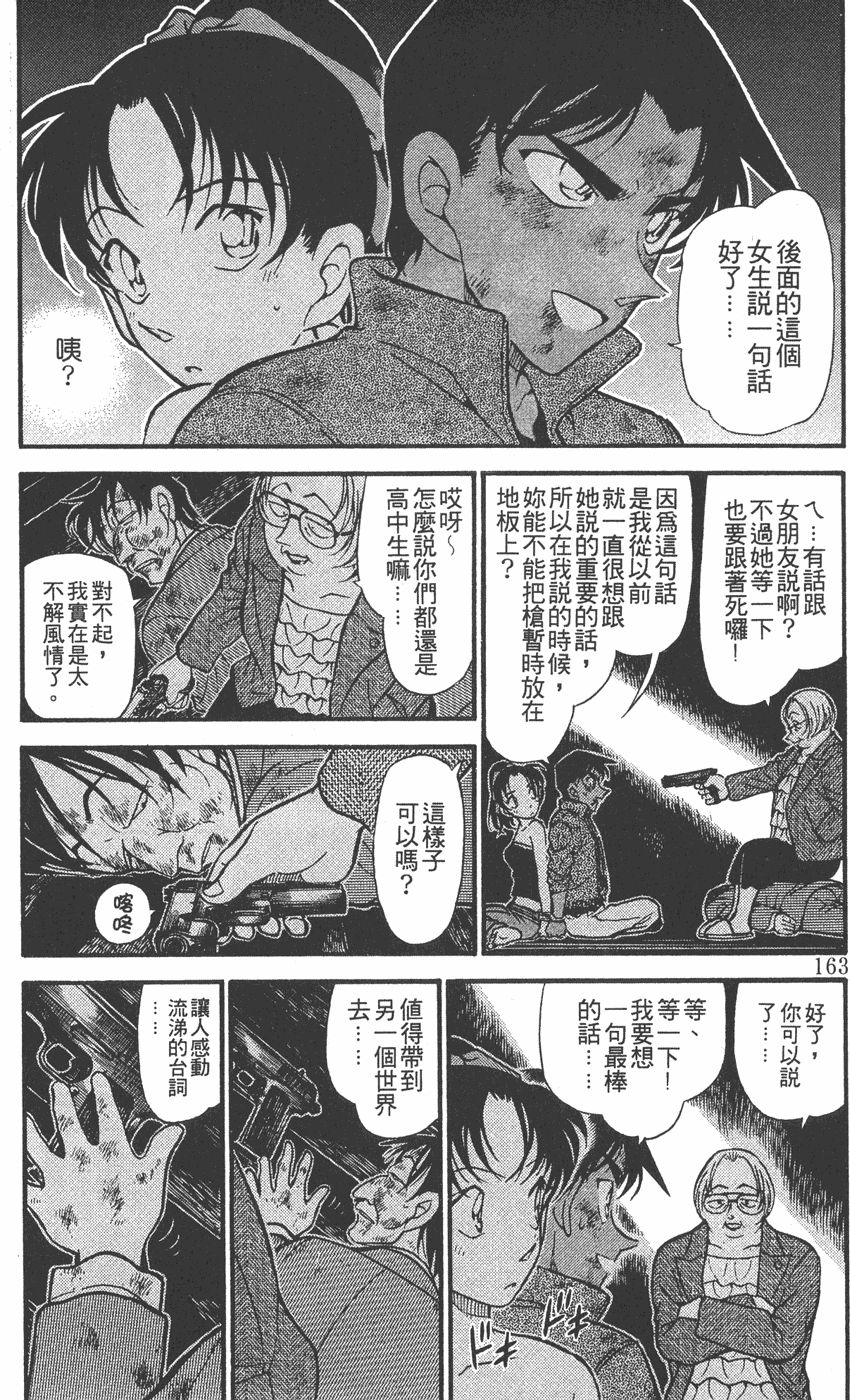 後面的這個
女生説一句話
好了……
咦？
ㄟ…有話跟
女朋友説啊？
不過她等一下
也要跟著死囉！
因爲這句話
是我從以前
就一直很想跟
她説的重要的話，
所以在我説的時候，
妳能不能把槍暫時放在
地板上？
哎呀～
怎麼説你們都還是
高中生嘛……
對不起，
我實在是太
不解風情了。
這樣子
可以嗎？
喀咚
163
好了，
你可以説
了……
等、
等一下！
我要想
一句最棒
的話……
ドキ
ドキ
值得帶到
另一個世界
去……
讓人感動
流涕的台詞
……